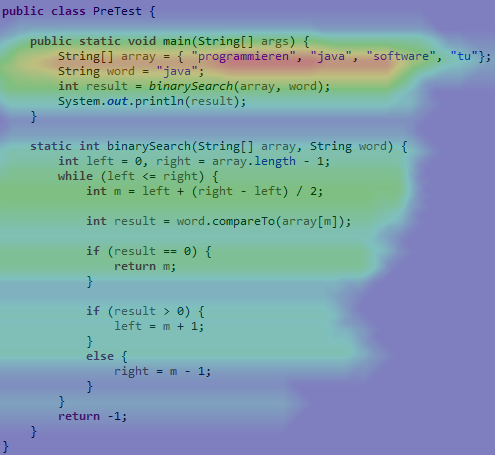 public class PreTest {
public static void main(String[] args) {
String[] array = { "programmieren", "java", "software", "tu"};
String word = "java";
int result = binarySearch(array, word);
System.out.println(result);
}
static int binarySearch(String[] array, String word) {
int left = 0, right = array.length - 1;
while (left <= right) {
int m = left + (right - left) / 2;
int result = word.compareTo(array[m]);
if (result == 0) {
return m;
}
if (result > 0) {
left = m + 1;
}
else {
right = m - 1;
}
}
return -1;
}
}